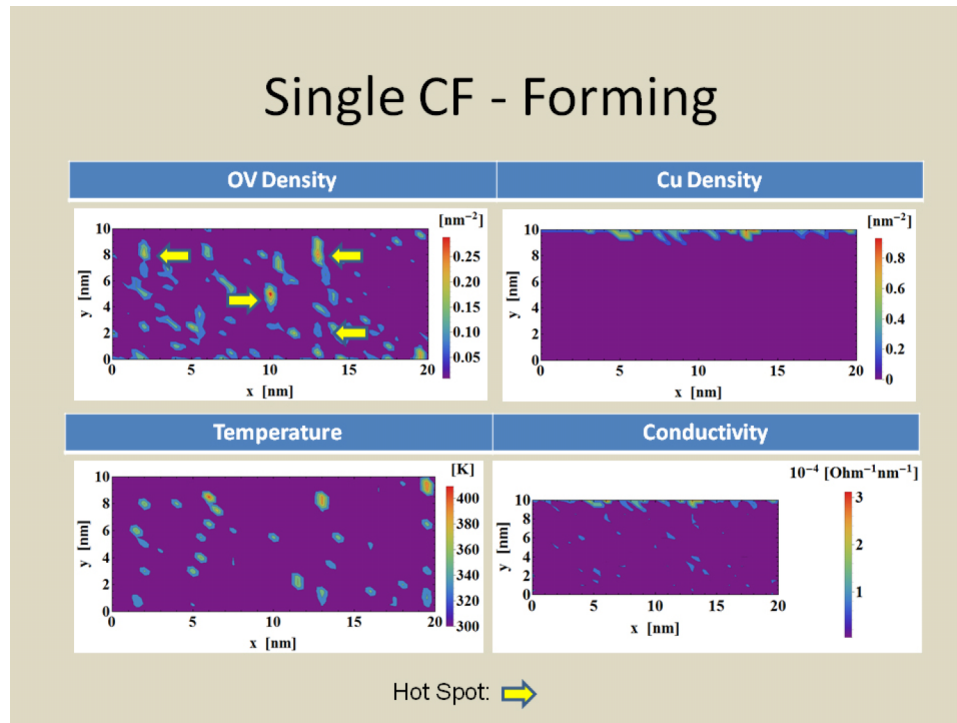 Single CF - Forming
OV Density
Cu Density
[nm⁻²]
10
8
6
4
2
0
y [nm]
0 5 10 15 20
x [nm]
0.25
0.20
0.15
0.10
0.05
[nm⁻²]
10
8
6
4
2
0
y [nm]
0 5 10 15 20
x [nm]
0.8
0.6
0.4
0.2
0
Temperature
Conductivity
[K]
10
8
6
4
2
0
y [nm]
0 5 10 15 20
x [nm]
400
380
360
340
320
300
10⁻⁴ [Ohm⁻¹nm⁻¹]
10
8
6
4
2
0
y [nm]
0 5 10 15 20
x [nm]
3
2
1
Hot Spot: